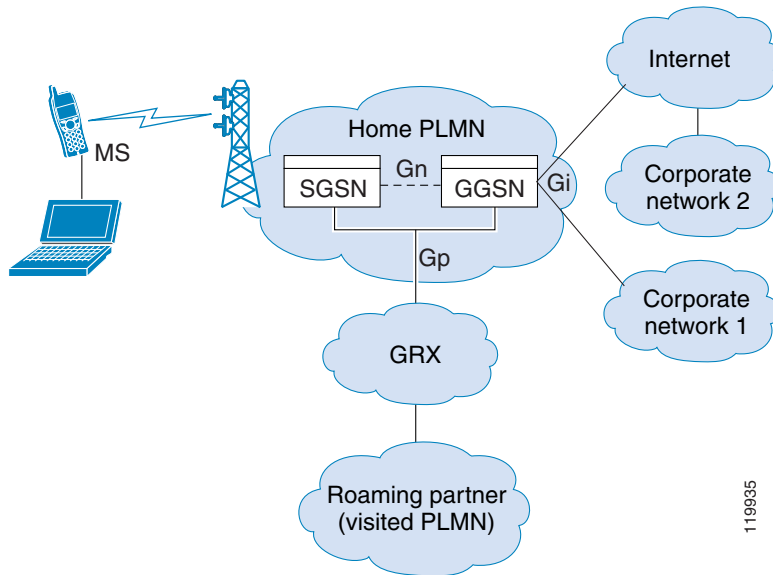 Internet
Home PLMN
MS
Gn
SGSN
GGSN
Gi
Corporate
network 2
Gp
Corporate
network 1
GRX
Roaming partner
(visited PLMN)
119935